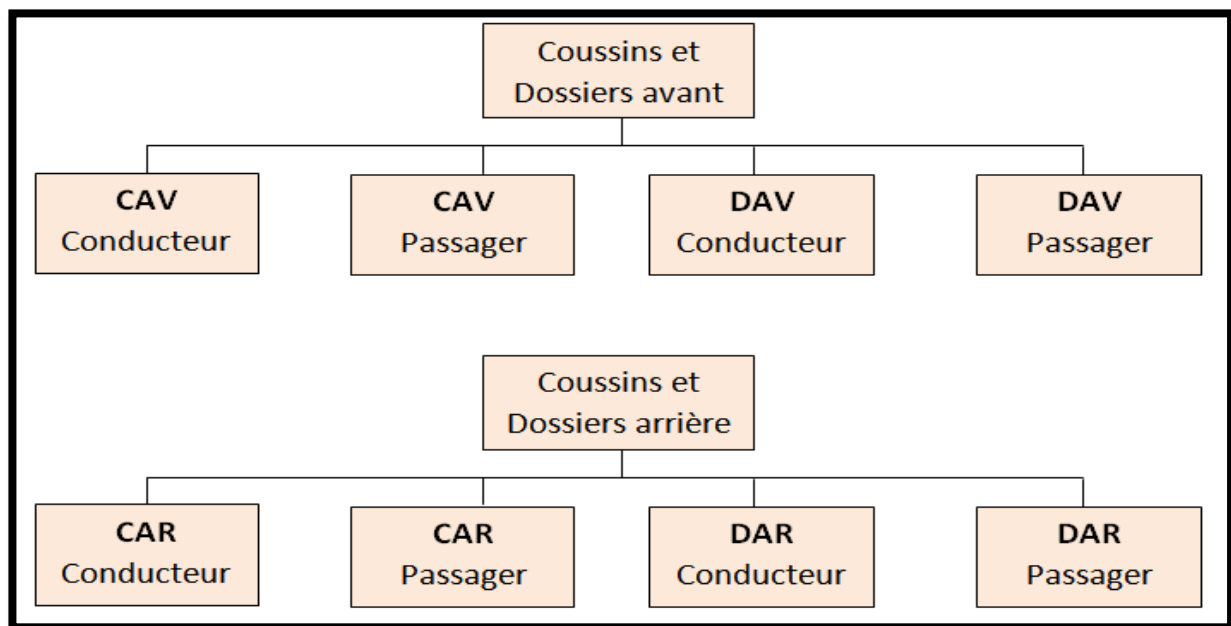 Coussins et
Dossiers avant
CAV
Conducteur
CAV
Passager
DAV
Conducteur
DAV
Passager
Coussins et
Dossiers arrière
CAR
Conducteur
CAR
Passager
DAR
Conducteur
DAR
Passager